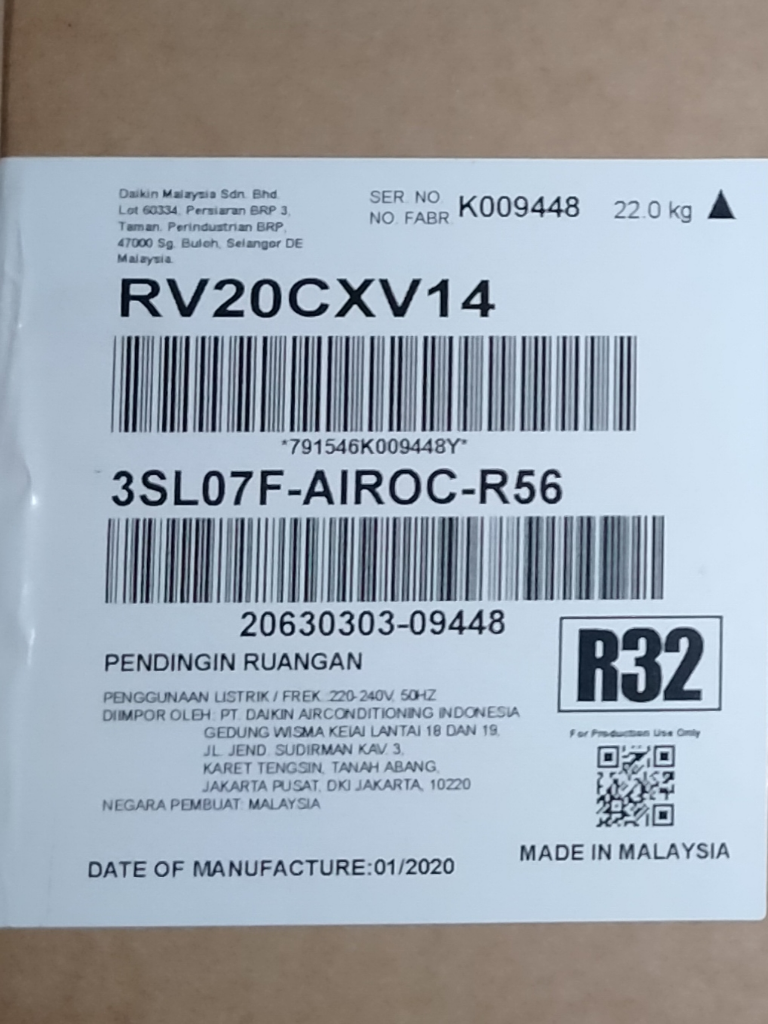 Daikin Malaysia Sdn. Bhd.
Lot 60334, Persiaran BRP 3,
Taman Perindustrian BRP,
47000 Sg. Buloh, Selangor DE
Malaysia.
SER. NO.
NO. FABR.
K009448
22.0 kg
RV20CXV14
*791546K009448Y*
3SL07F-AIROC-R56
20630303-09448
PENDINGIN RUANGAN
R32
PENGGUNAAN LISTRIK / FREK. :220-240V, 50HZ
DIIMPOR OLEH: PT. DAIKIN AIRCONDITIONING INDONESIA
GEDUNG WISMA KEIAI LANTAI 18 DAN 19,
JL. JEND. SUDIRMAN KAV 3,
KARET TENGSIN, TANAH ABANG,
JAKARTA PUSAT, DKI JAKARTA, 10220
NEGARA PEMBUAT: MALAYSIA
For Production Use Only
MADE IN MALAYSIA
DATE OF MANUFACTURE:01/2020